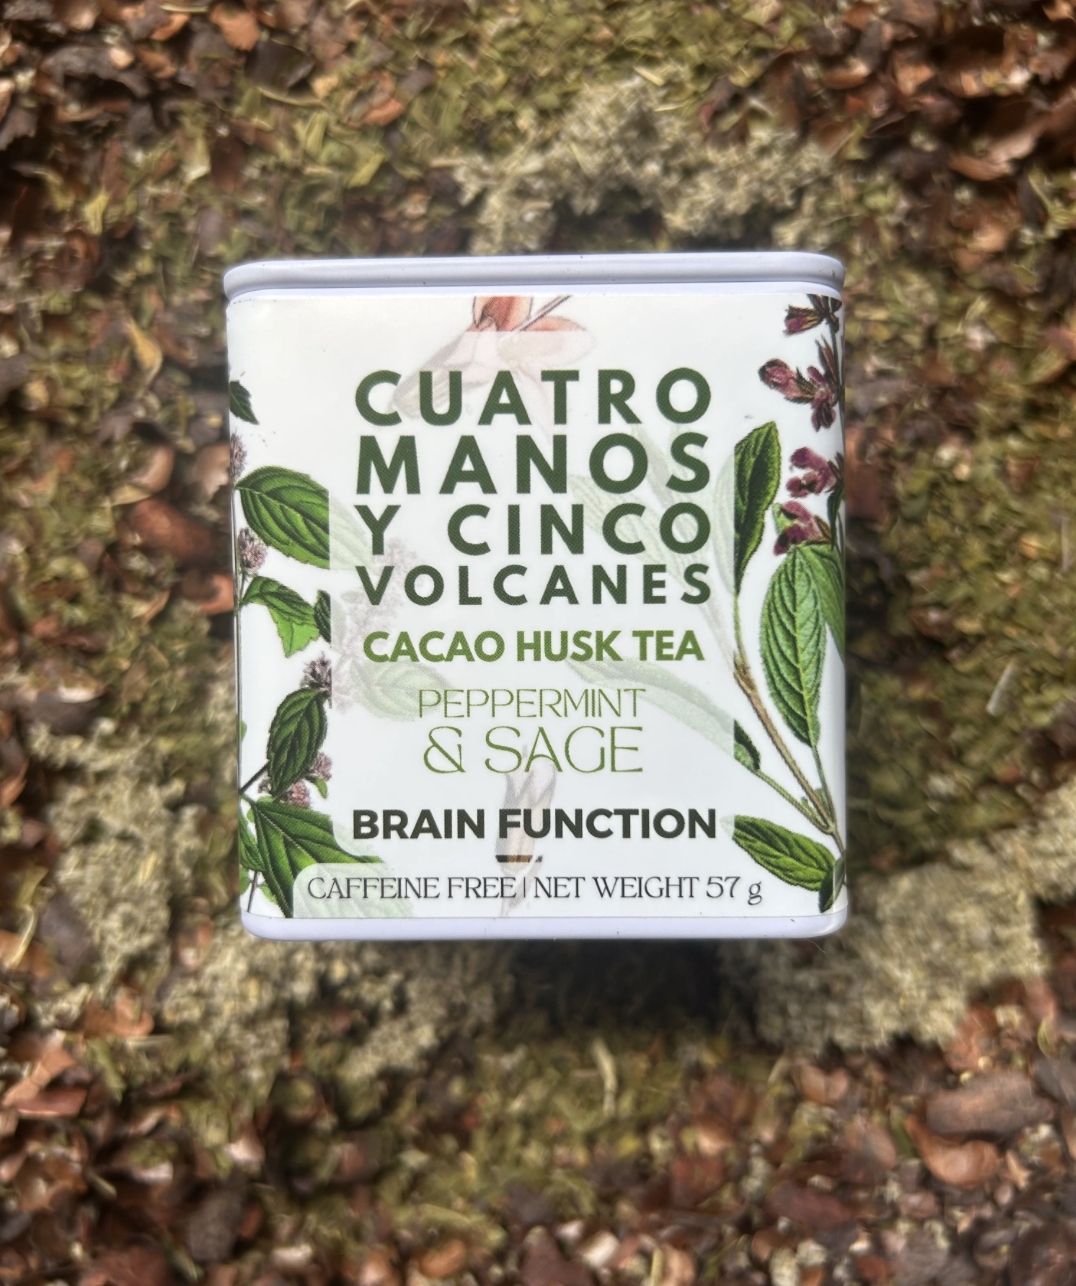 CUATRO
MANOS
Y CINCO
VOLCANES
CACAO HUSK TEA
PEPPERMINT
& SAGE
BRAIN FUNCTION
CAFFEINE FREE | NET WEIGHT 57 g